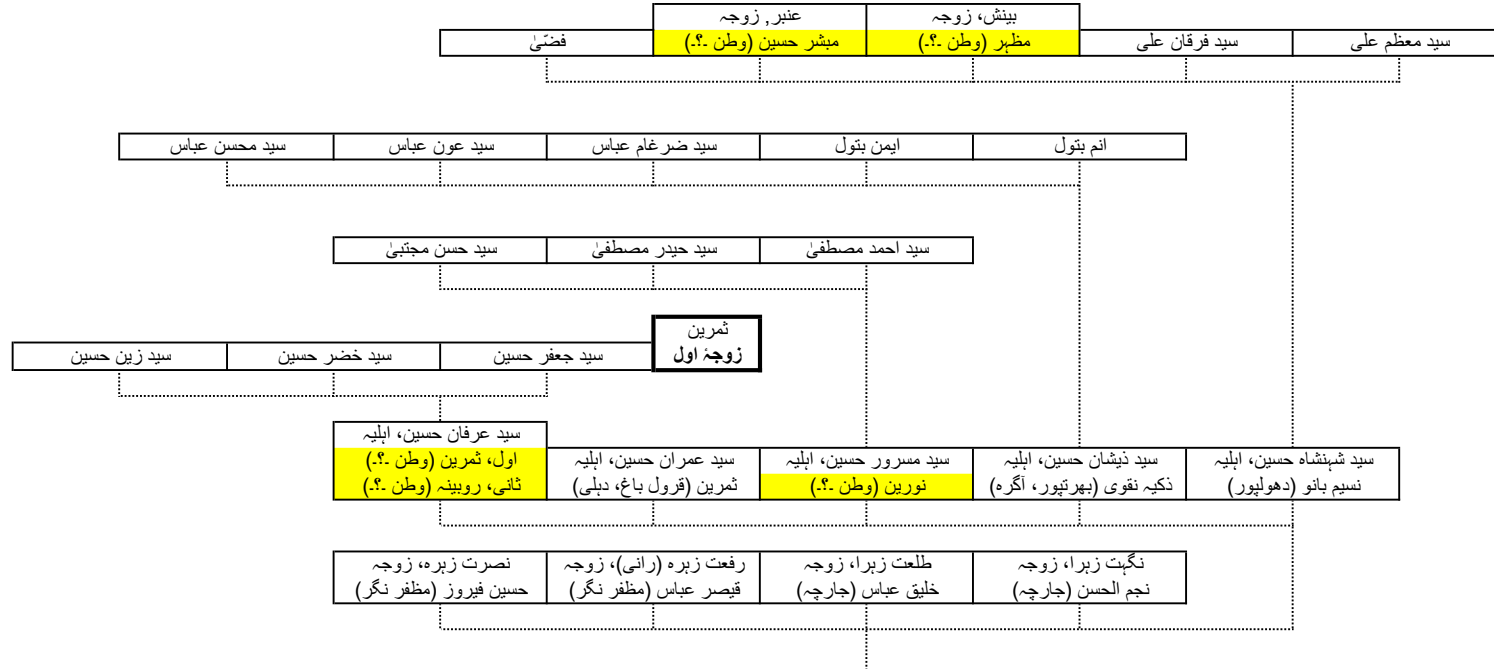 سید معظم علی
سید فرقان علی
بینش، زوجہ
مظہر (وطن ۔؟۔)
عنبر, زوجہ
مبشر حسین (وطن ۔؟۔)
فضّیٰ
انم بتول
ایمن بتول
سید ضرغام عباس
سید عون عباس
سید محسن عباس
سید احمد مصطفیٰ
سید حیدر مصطفیٰ
سید حسن مجتبیٰ
ثمرین
زوجۂ اول
سید جعفر حسین
سید خضر حسین
سید زین حسین
سید شہنشاہ حسین، اہلیہ
نسیم بانو (دھولپور)
سید ذیشان حسین، اہلیہ
ذکیہ نقوی (بھرتپور، آگرہ)
سید مسرور حسین، اہلیہ
نورین (وطن ۔؟۔)
سید عمران حسین، اہلیہ
ثمرین (قرول باغ، دہلی)
سید عرفان حسین، اہلیہ
اول، ثمرین (وطن ۔؟۔)
ثانی، روبینہ (وطن ۔؟۔)
نگہت زہرا، زوجہ
نجم الحسن (جارچہ)
طلعت زہرا، زوجہ
خلیق عباس (جارچہ)
رفعت زہرہ (رانی)، زوجہ
قیصر عباس (مظفر نگر)
نصرت زہرہ، زوجہ
حسین فیروز (مظفر نگر)